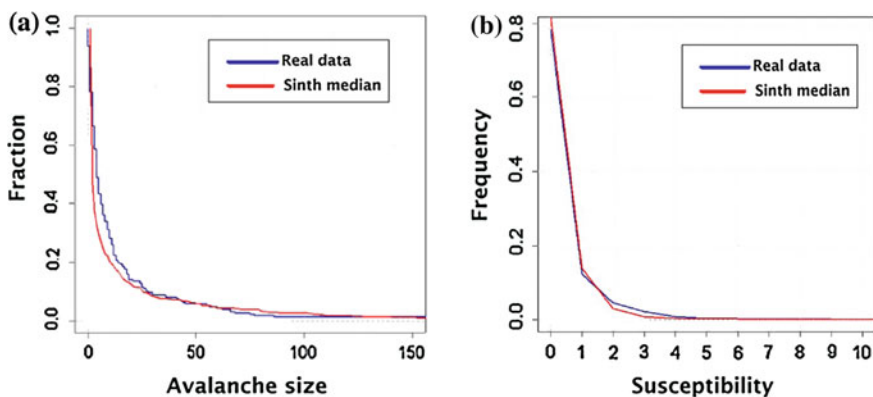 (a)
Real data
Sinth median
Fraction
0.0 0.2 0.4 0.6 0.8 1.0
0 50 100 150
Avalanche size
(b)
Real data
Sinth median
Frequency
0.0 0.2 0.4 0.6 0.8
0 1 2 3 4 5 6 7 8 9 10
Susceptibility